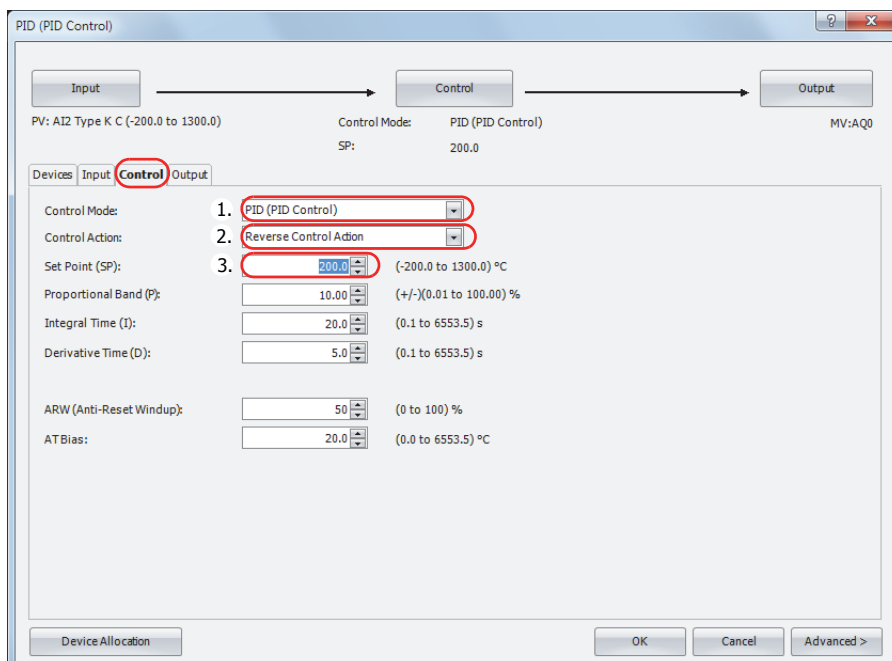 PID (PID Control)
Input
Control
Output
PV: AI2 Type K C (-200.0 to 1300.0)
Control Mode: PID (PID Control)
MV:AQ0
SP: 200.0
Devices Input Control Output
Control Mode: 1. PID (PID Control)
Control Action: 2. Reverse Control Action
Set Point (SP): 3. 200.0 (-200.0 to 1300.0) °C
Proportional Band (P): 10.00 (+/-)(0.01 to 100.00) %
Integral Time (I): 20.0 (0.1 to 6553.5) s
Derivative Time (D): 5.0 (0.1 to 6553.5) s
ARW (Anti-Reset Windup): 50 (0 to 100) %
AT Bias: 20.0 (0.0 to 6553.5) °C
Device Allocation OK Cancel Advanced >